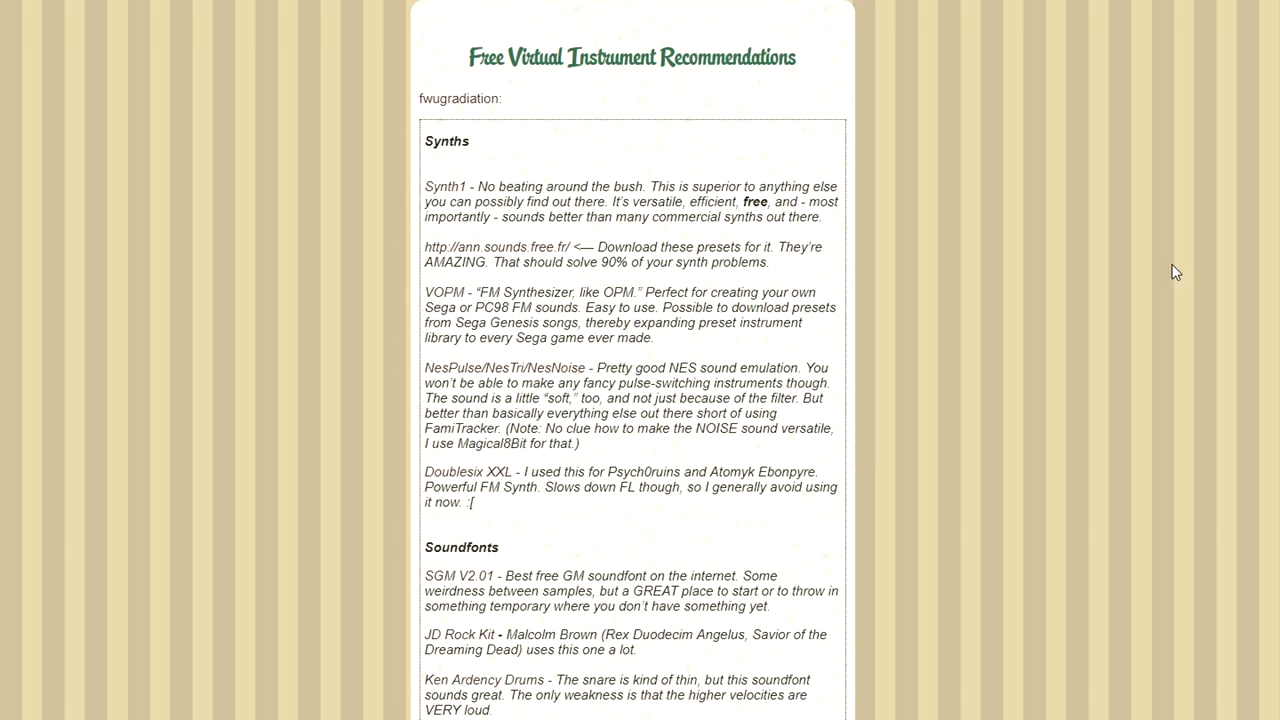 Free Virtual Instrument Recommendations
fwugradiation:
Synths
Synth1 - No beating around the bush. This is superior to anything else
you can possibly find out there. It's versatile, efficient, free, and - most
importantly - sounds better than many commercial synths out there.
http://ann.sounds.free.fr/ <— Download these presets for it. They're
AMAZING. That should solve 90% of your synth problems.
VOPM - “FM Synthesizer, like OPM.” Perfect for creating your own
Sega or PC98 FM sounds. Easy to use. Possible to download presets
from Sega Genesis songs, thereby expanding preset instrument
library to every Sega game ever made.
NesPulse/NesTri/NesNoise - Pretty good NES sound emulation. You
won't be able to make any fancy pulse-switching instruments though.
The sound is a little “soft,” too, and not just because of the filter. But
better than basically everything else out there short of using
FamiTracker. (Note: No clue how to make the NOISE sound versatile,
I use Magical8Bit for that.)
Doublesix XXL - I used this for Psych0ruins and Atomyk Ebonpyre.
Powerful FM Synth. Slows down FL though, so I generally avoid using
it now. :[
Soundfonts
SGM V2.01 - Best free GM soundfont on the internet. Some
weirdness between samples, but a GREAT place to start or to throw in
something temporary where you don't have something yet.
JD Rock Kit - Malcolm Brown (Rex Duodecim Angelus, Savior of the
Dreaming Dead) uses this one a lot.
Ken Ardency Drums - The snare is kind of thin, but this soundfont
sounds great. The only weakness is that the higher velocities are
VERY loud.